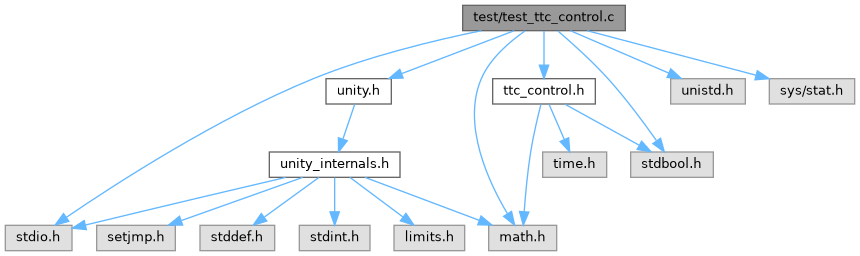 test/test_ttc_control.c
unity.h
ttc_control.h
unistd.h
sys/stat.h
unity_internals.h
time.h
stdbool.h
stdio.h
setjmp.h
stddef.h
stdint.h
limits.h
math.h